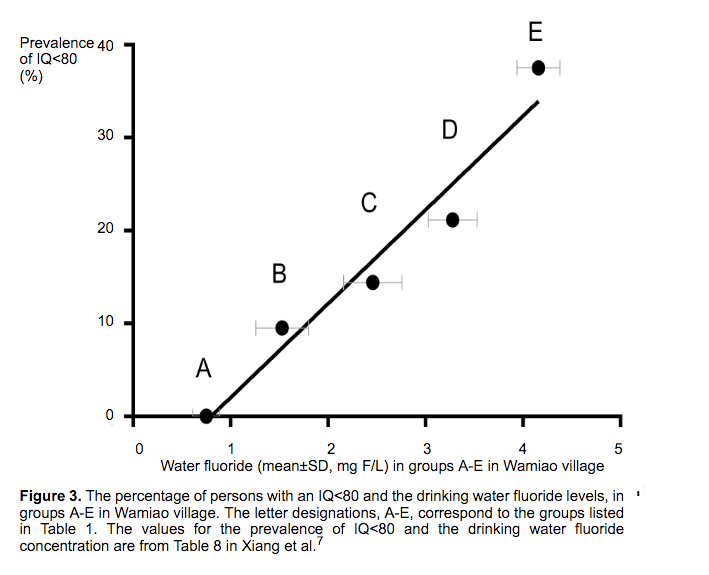 E
Prevalence 40
of IQ<80
(%)
D
30
C
20
B
10
A
0
0 1 2 3 4 5
Water fluoride (mean±SD, mg F/L) in groups A-E in Wamiao village
Figure 3. The percentage of persons with an IQ<80 and the drinking water fluoride levels, in
groups A-E in Wamiao village. The letter designations, A-E, correspond to the groups listed
in Table 1. The values for the prevalence of IQ<80 and the drinking water fluoride
concentration are from Table 8 in Xiang et al.7